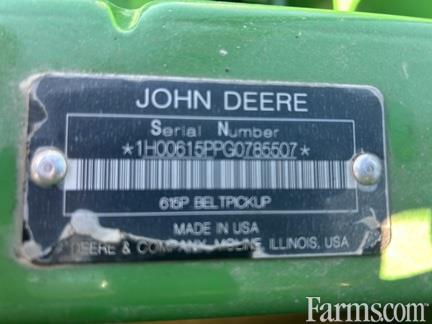 JOHN DEERE
Serial Number
*1H00615PPG0785507*
615P BELTPICKUP
MADE IN USA
DEERE & COMPANY MOLINE, ILLINOIS, USA
Farms.com